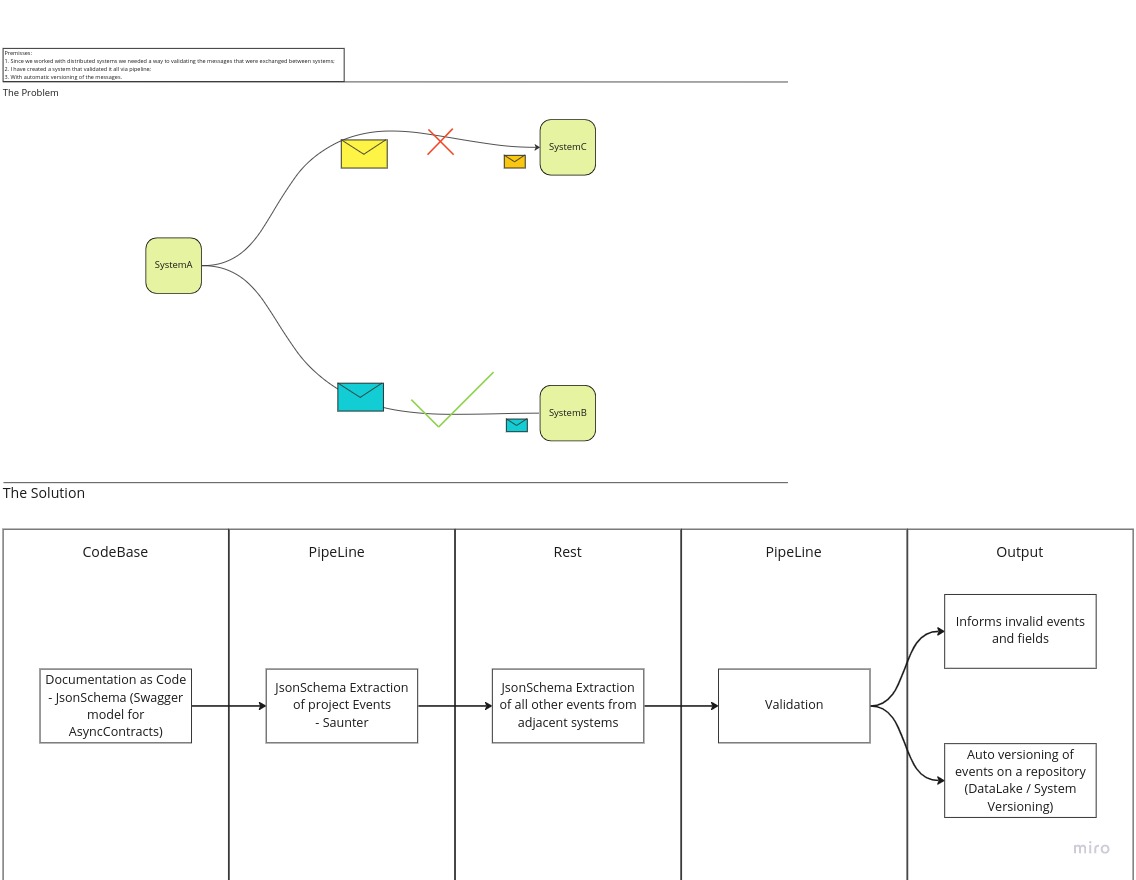 Premisses:
1. Since we worked with distributed systems we needed a way to validating the messages that were exchanged between systems;
2. I have created a system that validated it all via pipeline;
3. With automatic versioning of the messages.
The Problem
SystemC
SystemA
SystemB
The Solution
CodeBase
PipeLine
Rest
PipeLine
Output
Documentation as Code
- JsonSchema (Swagger
model for
AsyncContracts)
JsonSchema Extraction
of project Events
- Saunter
JsonSchema Extraction
of all other events from
adjacent systems
Validation
Informs invalid events
and fields
Auto versioning of
events on a repository
(DataLake / System
Versioning)
miro